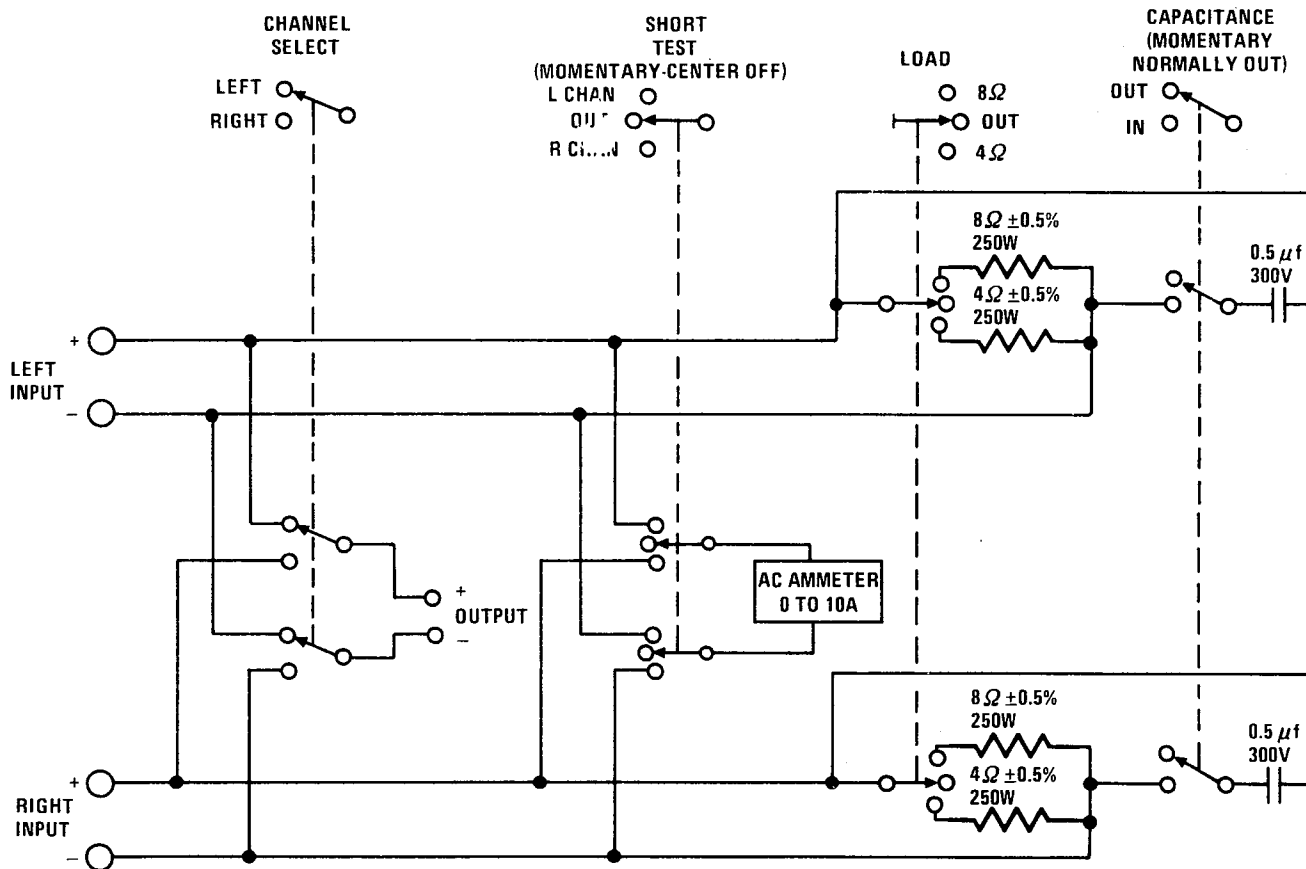 CHANNEL
SELECT
LEFT
RIGHT
SHORT
TEST
(MOMENTARY-CENTER OFF)
L CHAN
R
LOAD
8Ω
OUT
4Ω
CAPACITANCE
(MOMENTARY
NORMALLY OUT)
OUT
IN
8Ω ±0.5%
250W
4Ω ±0.5%
250W
0.5 µf
300V
+
LEFT
INPUT
−
+
OUTPUT
−
AC AMMETER
0 TO 10A
8Ω ±0.5%
250W
4Ω ±0.5%
250W
0.5 µf
300V
+
RIGHT
INPUT
−